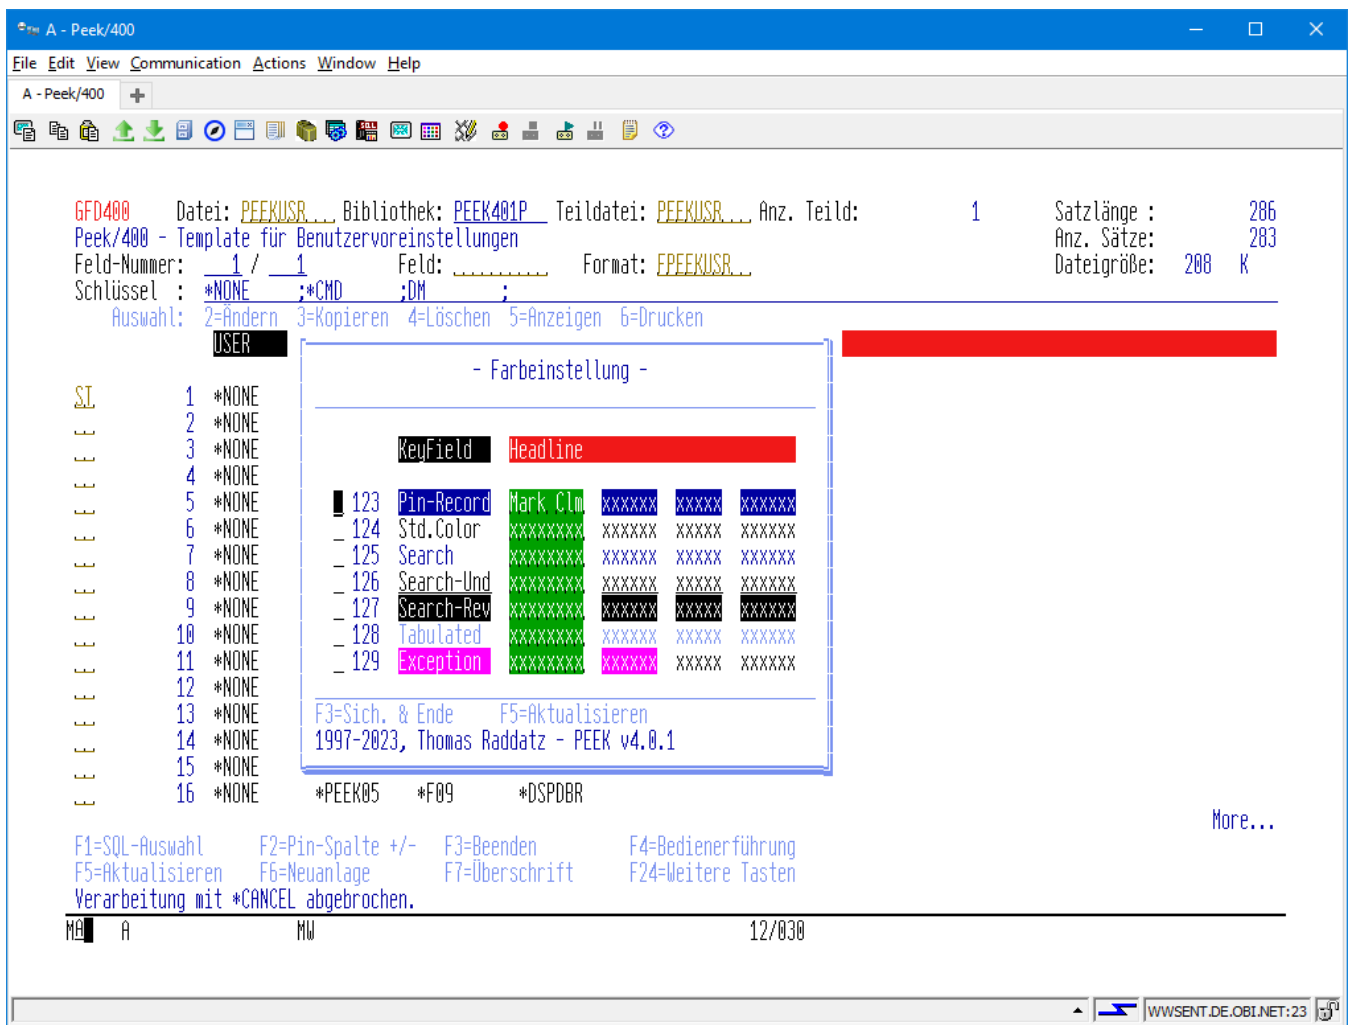 A - Peek/400
File Edit View Communication Actions Window Help
A - Peek/400
GFD400 Datei: PEEKUSR Bibliothek: PEEK401P Teildatei: PEEKUSR Anz. Teild: 1 Satzlänge : 286
Peek/400 - Template für Benutzervoreinstellungen Anz. Sätze: 283
Feld-Nummer: 1 / 1 Feld: Format: FPEEKUSR Dateigröße: 208 K
Schlüssel : *NONE ;*CMD ;DM ;
Auswahl: 2=Ändern 3=Kopieren 4=Löschen 5=Anzeigen 6=Drucken
USER
- Farbeinstellung -
ST 1 *NONE
2 *NONE
3 *NONE KeyField Headline
4 *NONE
5 *NONE 123 Pin-Record Mark Clm xxxxxx xxxxx xxxxxx
6 *NONE _ 124 Std.Color xxxxxxxx xxxxxx xxxxx xxxxxx
7 *NONE _ 125 Search xxxxxxxx xxxxxx xxxxx xxxxxx
8 *NONE _ 126 Search-Und xxxxxxxx xxxxxx xxxxx xxxxxx
9 *NONE _ 127 Search-Rev xxxxxxxx xxxxxx xxxxx xxxxxx
10 *NONE _ 128 Tabulated xxxxxxxx xxxxxx xxxxx xxxxxx
11 *NONE _ 129 Exception xxxxxxxx xxxxxx xxxxx xxxxxx
12 *NONE
13 *NONE F3=Sich. & Ende F5=Aktualisieren
14 *NONE 1997-2023, Thomas Raddatz - PEEK v4.0.1
15 *NONE
16 *NONE *PEEK05 *F09 *DSPDBR
More...
F1=SQL-Auswahl F2=Pin-Spalte +/- F3=Beenden F4=Bedienerführung
F5=Aktualisieren F6=Neuanlage F7=Überschrift F24=Weitere Tasten
Verarbeitung mit *CANCEL abgebrochen.
MA A MW 12/030
WWSENT.DE.OBI.NET:23